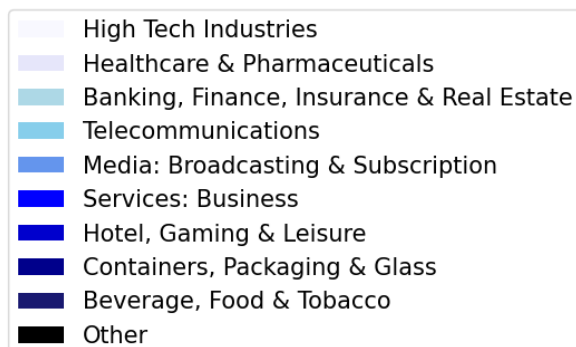 High Tech Industries
Healthcare & Pharmaceuticals
Banking, Finance, Insurance & Real Estate
Telecommunications
Media: Broadcasting & Subscription
Services: Business
Hotel, Gaming & Leisure
Containers, Packaging & Glass
Beverage, Food & Tobacco
Other